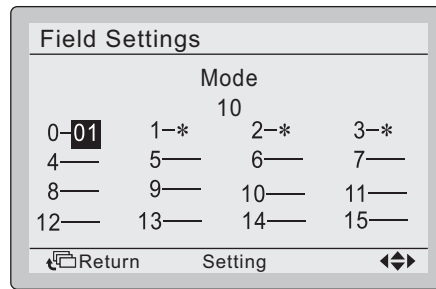 Field Settings
Mode
10
0–01 1–* 2–* 3–*
4— 5— 6— 7—
8— 9— 10— 11—
12— 13— 14— 15—
Return Setting